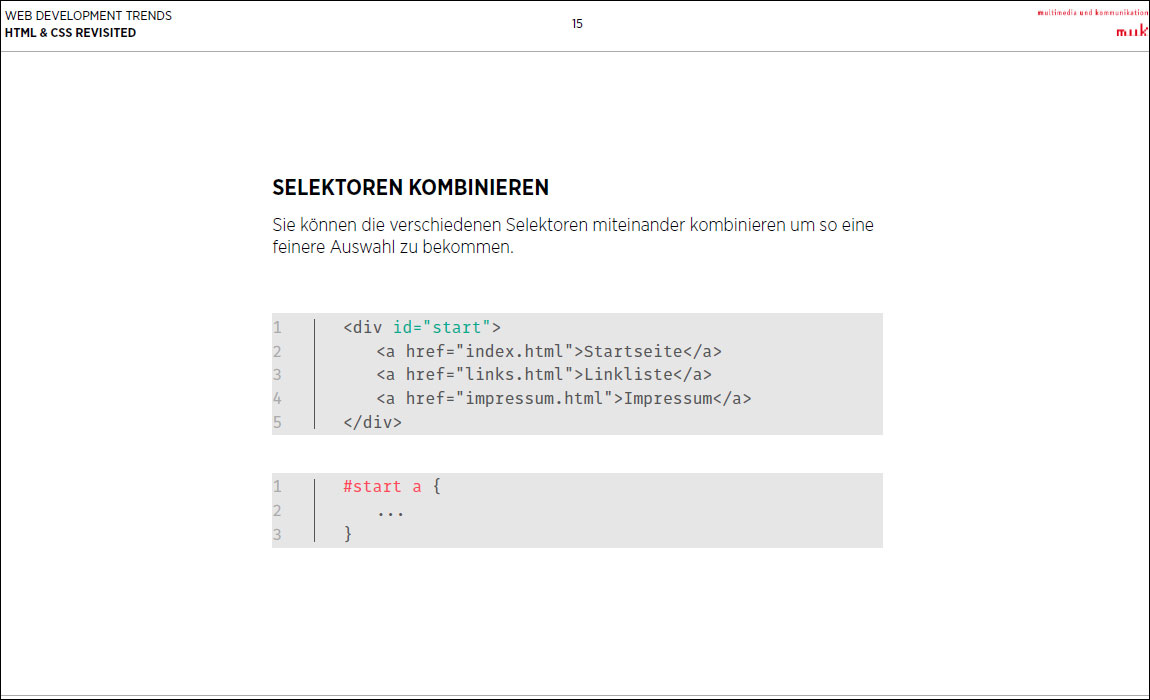 WEB DEVELOPMENT TRENDS
HTML & CSS REVISITED
15
multimedia und kommunikation
muk
SELEKTOREN KOMBINIEREN
Sie können die verschiedenen Selektoren miteinander kombinieren um so eine
feinere Auswahl zu bekommen.
1 <div id="start">
2 <a href="index.html">Startseite</a>
3 <a href="links.html">Linkliste</a>
4 <a href="impressum.html">Impressum</a>
5 </div>
1 #start a {
2 ...
3 }